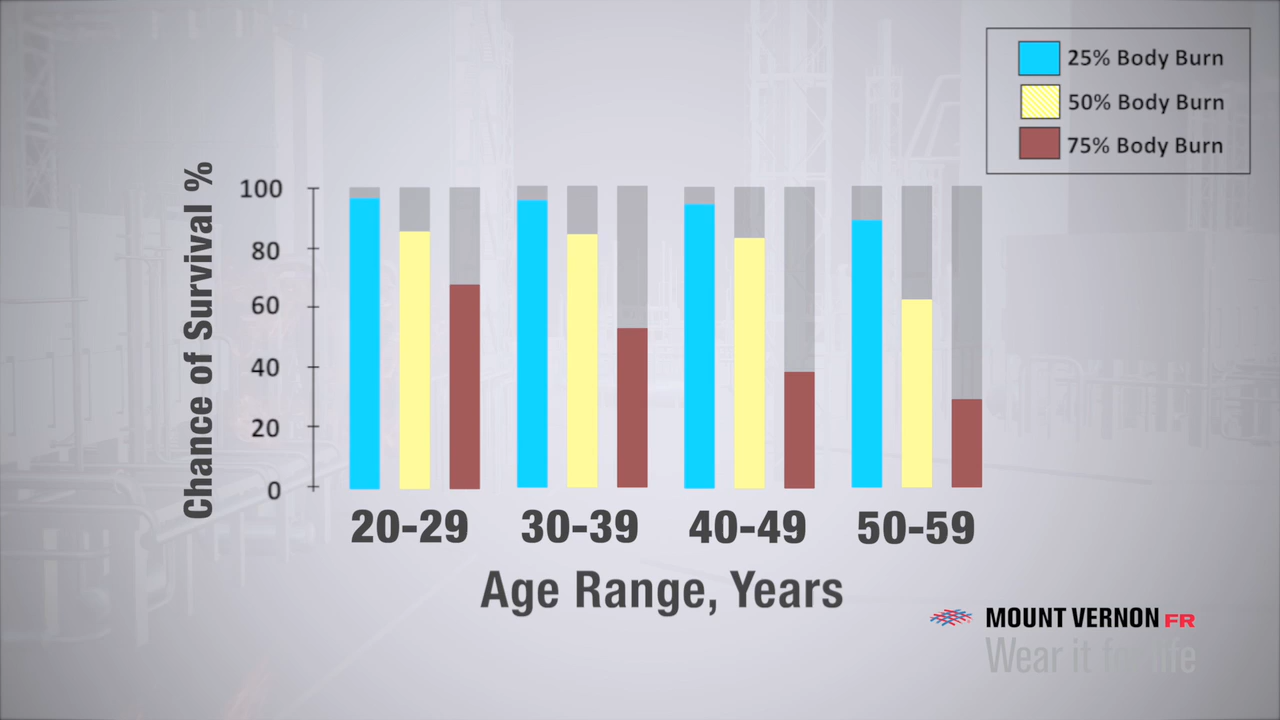 25% Body Burn
50% Body Burn
75% Body Burn
Chance of Survival %
100
80
60
40
20
0
20-29 30-39 40-49 50-59
Age Range, Years
MOUNT VERNON FR
Wear it for life